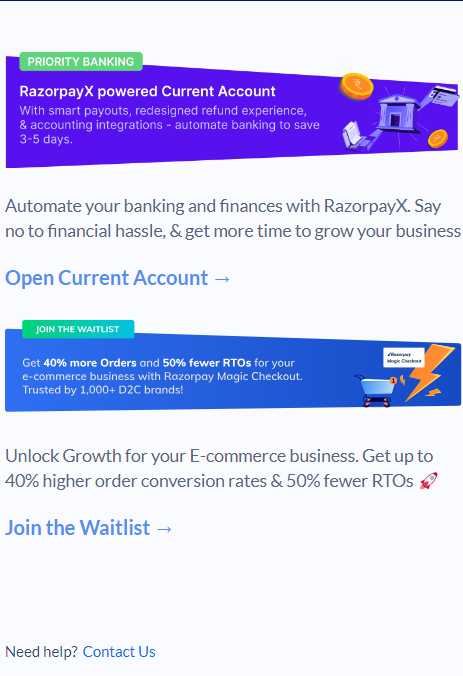 PRIORITY BANKING
RazorpayX powered Current Account
With smart payouts, redesigned refund experience,
& accounting integrations - automate banking to save
3-5 days.
Automate your banking and finances with RazorpayX. Say
no to financial hassle, & get more time to grow your business
Open Current Account →
JOIN THE WAITLIST
Get 40% more Orders and 50% fewer RTOs for your
e-commerce business with Razorpay Magic Checkout.
Trusted by 1,000+ D2C brands!
Razorpay
Magic Checkout
Unlock Growth for your E-commerce business. Get up to
40% higher order conversion rates & 50% fewer RTOs 🚀
Join the Waitlist →
Need help? Contact Us